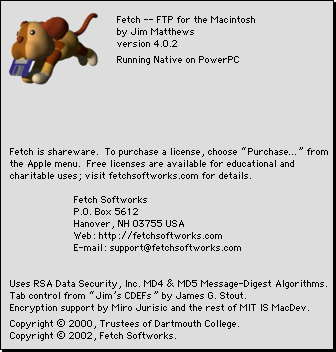 Fetch -- FTP for the Macintosh
by Jim Matthews
version 4.0.2
Running Native on PowerPC
Fetch is shareware. To purchase a license, choose “Purchase...” from
the Apple menu. Free licenses are available for educational and
charitable uses; visit fetchsoftworks.com for details.
Fetch Softworks
P.O. Box 5612
Hanover, NH 03755 USA
Web: http://fetchsoftworks.com
E-mail: support@fetchsoftworks.com
Uses RSA Data Security, Inc. MD4 & MD5 Message-Digest Algorithms.
Tab control from “Jim's CDEFs” by James G. Stout.
Encryption support by Miro Jurisic and the rest of MIT IS MacDev.
Copyright © 2000, Trustees of Dartmouth College.
Copyright © 2002, Fetch Softworks.